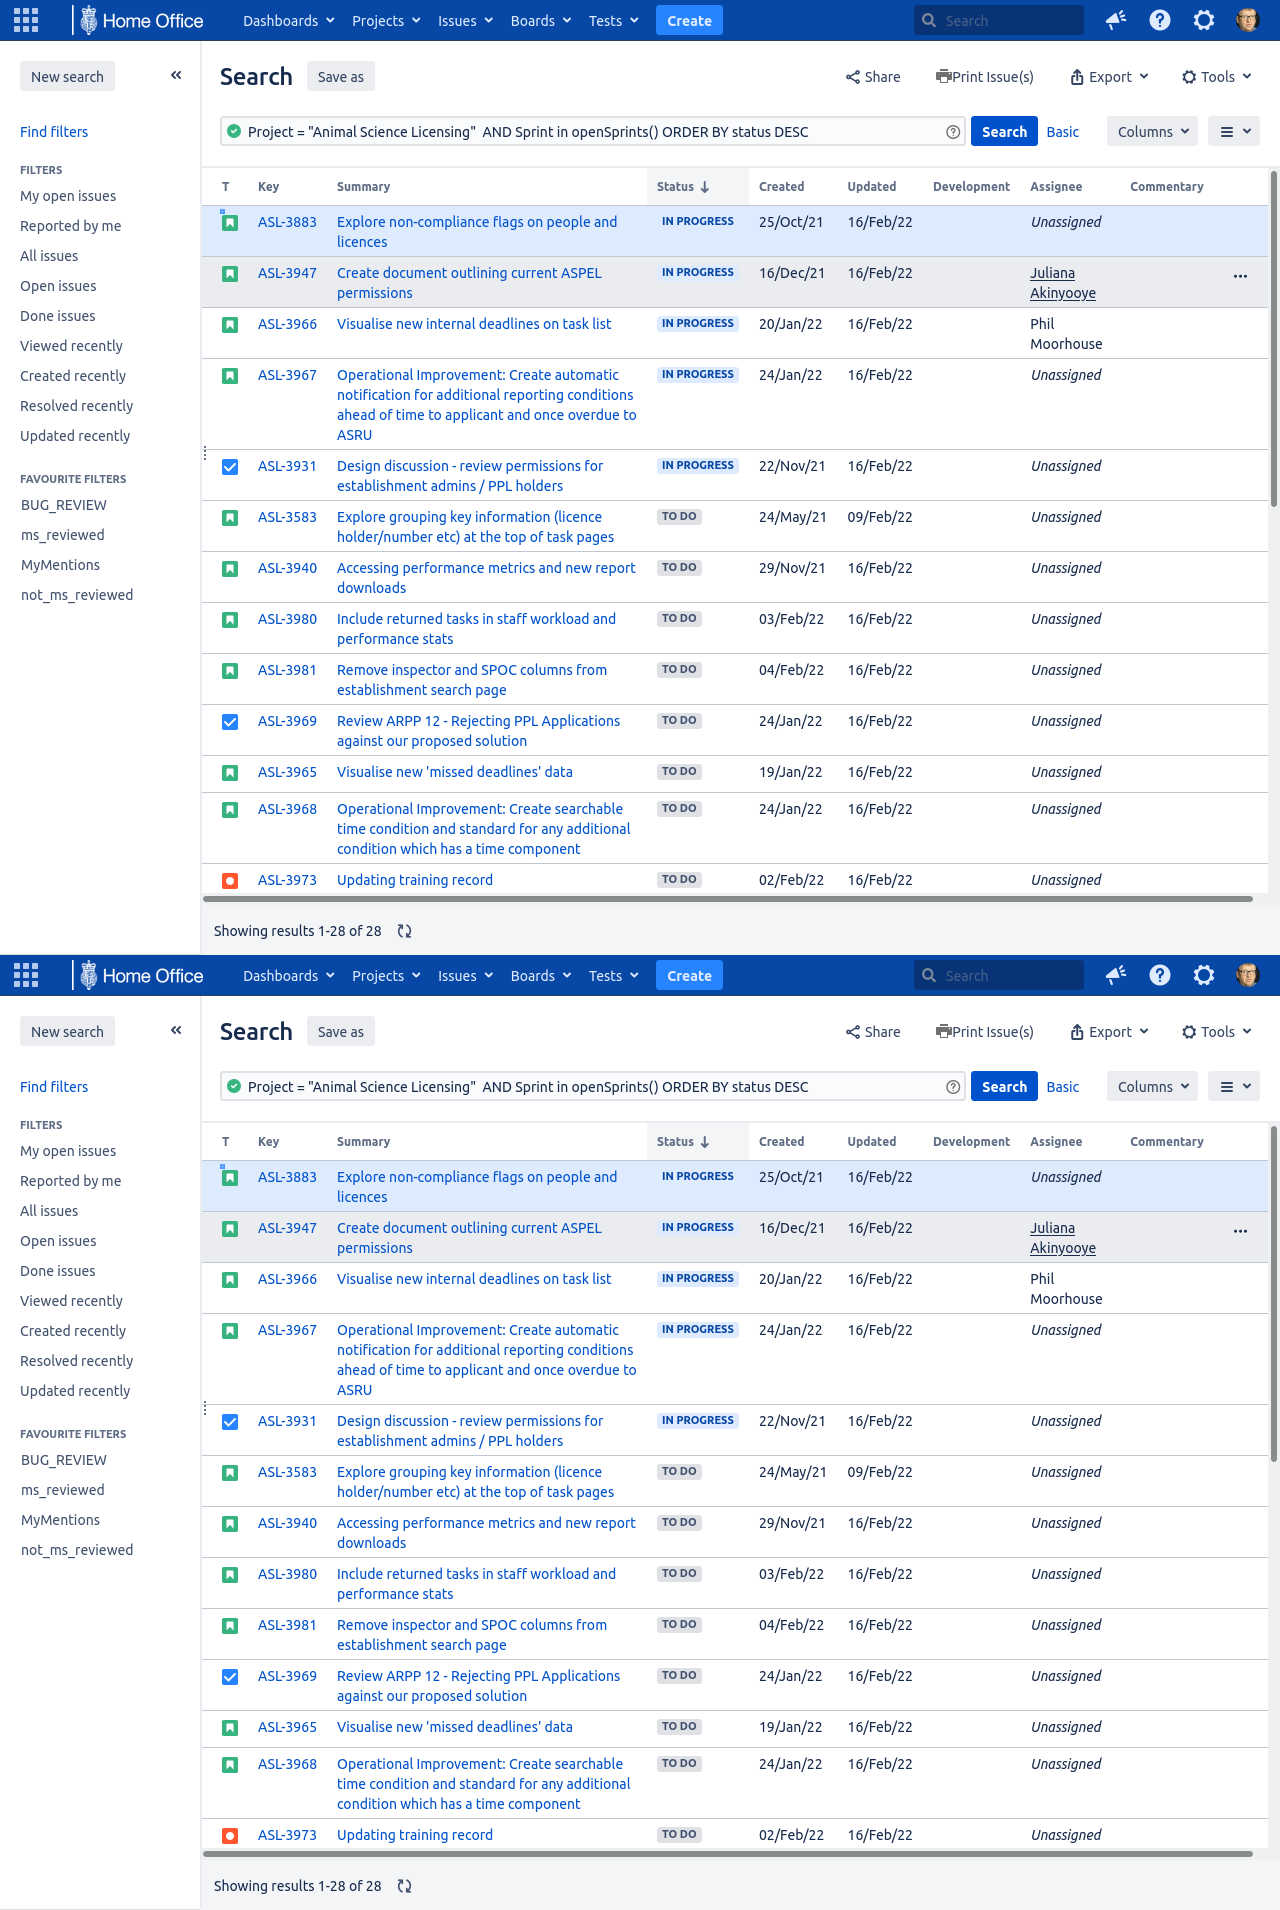 Home Office Dashboards Projects Issues Boards Tests Create Search
New search
Search Save as Share Print Issue(s) Export Tools
Find filters
Project = "Animal Science Licensing"  AND Sprint in openSprints() ORDER BY status DESC Search Basic Columns
FILTERS
My open issues
Reported by me
All issues
Open issues
Done issues
Viewed recently
Created recently
Resolved recently
Updated recently
FAVOURITE FILTERS
BUG_REVIEW
ms_reviewed
MyMentions
not_ms_reviewed
T Key Summary Status Created Updated Development Assignee Commentary
ASL-3883 Explore non-compliance flags on people and IN PROGRESS 25/Oct/21 16/Feb/22 Unassigned
licences
ASL-3947 Create document outlining current ASPEL IN PROGRESS 16/Dec/21 16/Feb/22 Juliana
permissions Akinyooye
ASL-3966 Visualise new internal deadlines on task list IN PROGRESS 20/Jan/22 16/Feb/22 Phil
Moorhouse
ASL-3967 Operational Improvement: Create automatic IN PROGRESS 24/Jan/22 16/Feb/22 Unassigned
notification for additional reporting conditions
ahead of time to applicant and once overdue to
ASRU
ASL-3931 Design discussion - review permissions for IN PROGRESS 22/Nov/21 16/Feb/22 Unassigned
establishment admins / PPL holders
ASL-3583 Explore grouping key information (licence TO DO 24/May/21 09/Feb/22 Unassigned
holder/number etc) at the top of task pages
ASL-3940 Accessing performance metrics and new report TO DO 29/Nov/21 16/Feb/22 Unassigned
downloads
ASL-3980 Include returned tasks in staff workload and TO DO 03/Feb/22 16/Feb/22 Unassigned
performance stats
ASL-3981 Remove inspector and SPOC columns from TO DO 04/Feb/22 16/Feb/22 Unassigned
establishment search page
ASL-3969 Review ARPP 12 - Rejecting PPL Applications TO DO 24/Jan/22 16/Feb/22 Unassigned
against our proposed solution
ASL-3965 Visualise new 'missed deadlines' data TO DO 19/Jan/22 16/Feb/22 Unassigned
ASL-3968 Operational Improvement: Create searchable TO DO 24/Jan/22 16/Feb/22 Unassigned
time condition and standard for any additional
condition which has a time component
ASL-3973 Updating training record TO DO 02/Feb/22 16/Feb/22 Unassigned
Showing results 1-28 of 28
Home Office Dashboards Projects Issues Boards Tests Create Search
New search
Search Save as Share Print Issue(s) Export Tools
Find filters
Project = "Animal Science Licensing"  AND Sprint in openSprints() ORDER BY status DESC Search Basic Columns
FILTERS
My open issues
Reported by me
All issues
Open issues
Done issues
Viewed recently
Created recently
Resolved recently
Updated recently
FAVOURITE FILTERS
BUG_REVIEW
ms_reviewed
MyMentions
not_ms_reviewed
T Key Summary Status Created Updated Development Assignee Commentary
ASL-3883 Explore non-compliance flags on people and IN PROGRESS 25/Oct/21 16/Feb/22 Unassigned
licences
ASL-3947 Create document outlining current ASPEL IN PROGRESS 16/Dec/21 16/Feb/22 Juliana
permissions Akinyooye
ASL-3966 Visualise new internal deadlines on task list IN PROGRESS 20/Jan/22 16/Feb/22 Phil
Moorhouse
ASL-3967 Operational Improvement: Create automatic IN PROGRESS 24/Jan/22 16/Feb/22 Unassigned
notification for additional reporting conditions
ahead of time to applicant and once overdue to
ASRU
ASL-3931 Design discussion - review permissions for IN PROGRESS 22/Nov/21 16/Feb/22 Unassigned
establishment admins / PPL holders
ASL-3583 Explore grouping key information (licence TO DO 24/May/21 09/Feb/22 Unassigned
holder/number etc) at the top of task pages
ASL-3940 Accessing performance metrics and new report TO DO 29/Nov/21 16/Feb/22 Unassigned
downloads
ASL-3980 Include returned tasks in staff workload and TO DO 03/Feb/22 16/Feb/22 Unassigned
performance stats
ASL-3981 Remove inspector and SPOC columns from TO DO 04/Feb/22 16/Feb/22 Unassigned
establishment search page
ASL-3969 Review ARPP 12 - Rejecting PPL Applications TO DO 24/Jan/22 16/Feb/22 Unassigned
against our proposed solution
ASL-3965 Visualise new 'missed deadlines' data TO DO 19/Jan/22 16/Feb/22 Unassigned
ASL-3968 Operational Improvement: Create searchable TO DO 24/Jan/22 16/Feb/22 Unassigned
time condition and standard for any additional
condition which has a time component
ASL-3973 Updating training record TO DO 02/Feb/22 16/Feb/22 Unassigned
Showing results 1-28 of 28